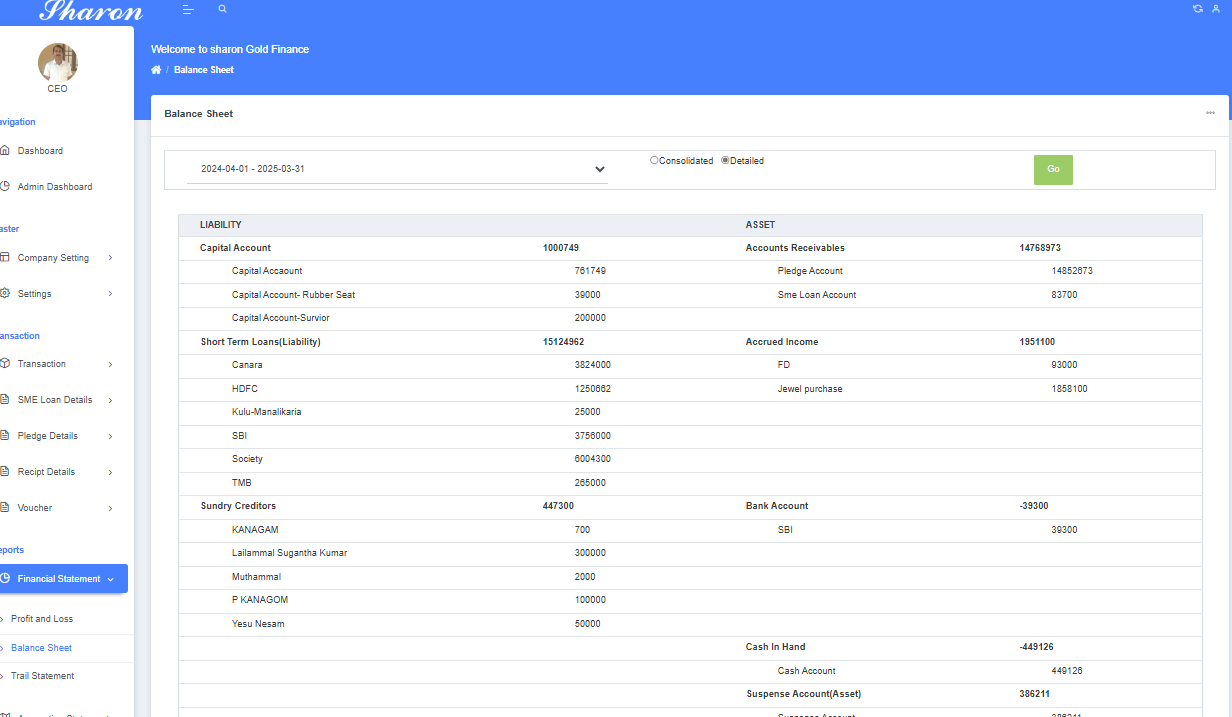 Sharon
Welcome to sharon Gold Finance
/ Balance Sheet
CEO
avigation
Dashboard
Admin Dashboard
aster
Company Setting
Settings
ansaction
Transaction
SME Loan Details
Pledge Details
Recipt Details
Voucher
eports
Financial Statement
Profit and Loss
Balance Sheet
Trail Statement
Balance Sheet
2024-04-01 - 2025-03-31
Consolidated Detailed
Go
LIABILITY ASSET
Capital Account 1000749 Accounts Receivables 14768973
Capital Accaount 761749 Pledge Account 14852673
Capital Account- Rubber Seat 39000 Sme Loan Account 83700
Capital Account-Survior 200000
Short Term Loans(Liability) 15124962 Accrued Income 1951100
Canara 3824000 FD 93000
HDFC 1250662 Jewel purchase 1858100
Kulu-Manalikaria 25000
SBI 3756000
Society 6004300
TMB 265000
Sundry Creditors 447300 Bank Account -39300
KANAGAM 700 SBI 39300
Lailammal Sugantha Kumar 300000
Muthammal 2000
P KANAGOM 100000
Yesu Nesam 50000
Cash In Hand -449126
Cash Account 449126
Suspense Account(Asset) 386211
Suspense Account 386211